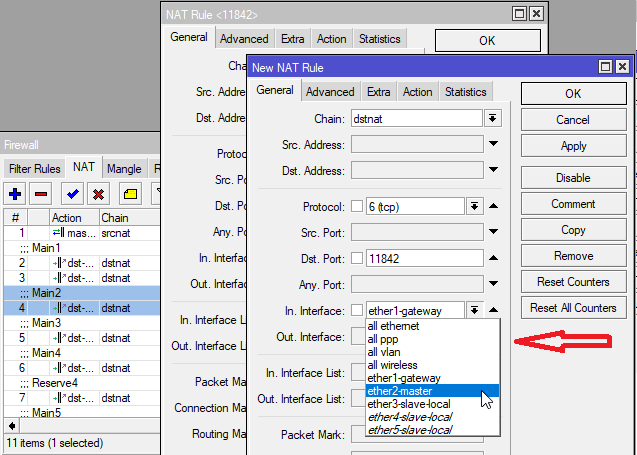 NAT Rule <11842>
General Advanced Extra Action Statistics
OK
Src. Address
Dst. Address
Protoco
Src. Po
Dst. Po
Any. Po
In. Interface
Out. Interface
In. Interface Lis
Out. Interface Lis
Packet Ma
Connection Ma
Routing Ma
New NAT Rule
General Advanced Extra Action Statistics
Chain: dstnat
Src. Address:
Dst. Address:
Protocol: 6 (tcp)
Src. Port:
Dst. Port: 11842
Any. Port:
In. Interface: ether1-gateway
all ethernet
all ppp
all vlan
all wireless
ether1-gateway
ether2-master
ether3-slave-local
ether4-slave-local
ether5-slave-local
Out. Interface:
In. Interface List:
Out. Interface List:
Packet Mark:
OK
Cancel
Apply
Disable
Comment
Copy
Remove
Reset Counters
Reset All Counters
Firewall
Filter Rules NAT Mangle
# Action Chain
1 mas... srcnat
;;; Main1
2 dst-... dstnat
3 dst-... dstnat
;;; Main2
4 dst-... dstnat
;;; Main3
5 dst-... dstnat
;;; Main4
6 dst-... dstnat
;;; Reserve4
7 dst-... dstnat
;;; Main5
11 items (1 selected)